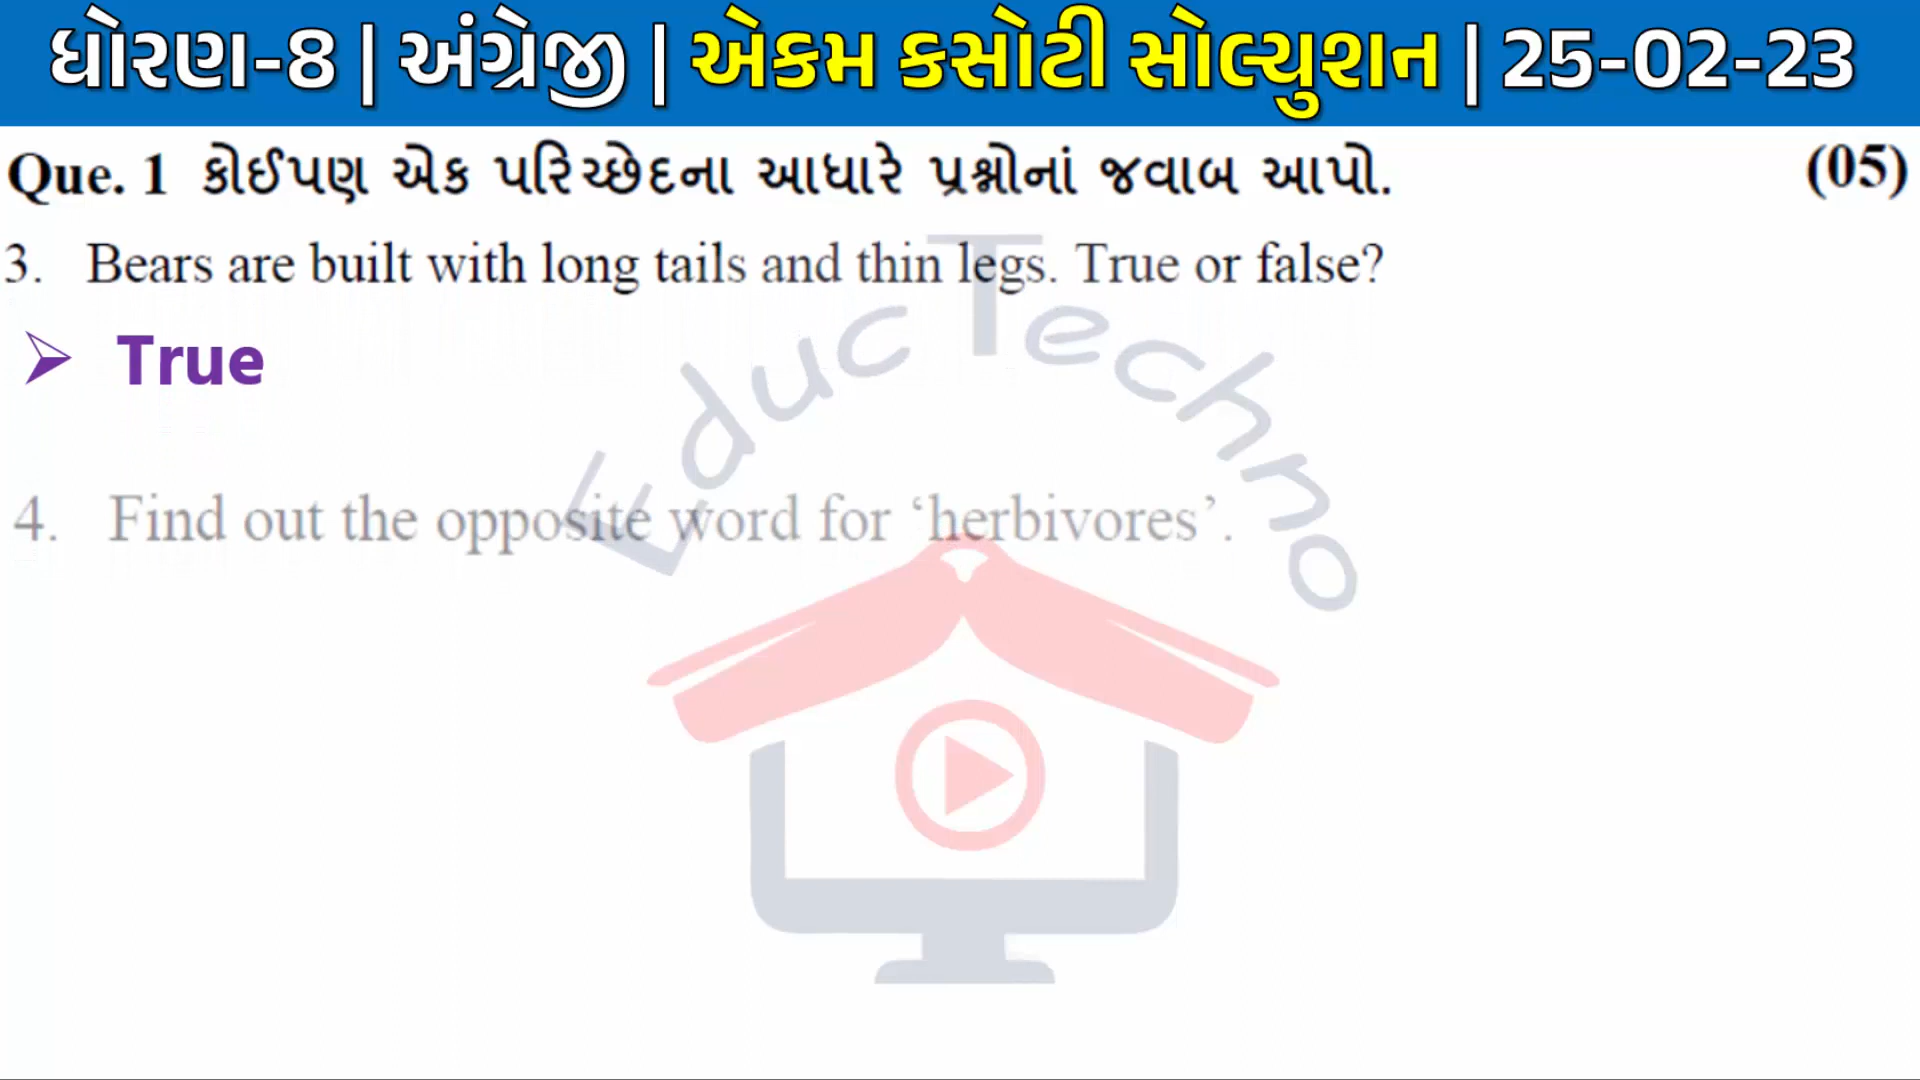 ધોરણ-8 | અંગ્રેજી | એકમ કસોટી સોલ્યુશન | 25-02-23
Que. 1 કોઈપણ એક પરિચ્છેદના આધારે પ્રશ્નોનાં જવાબ આપો. (05)
3. Bears are built with long tails and thin legs. True or false?
➢ True
4. Find out the opposite word for ‘herbivores’.
EducTechno